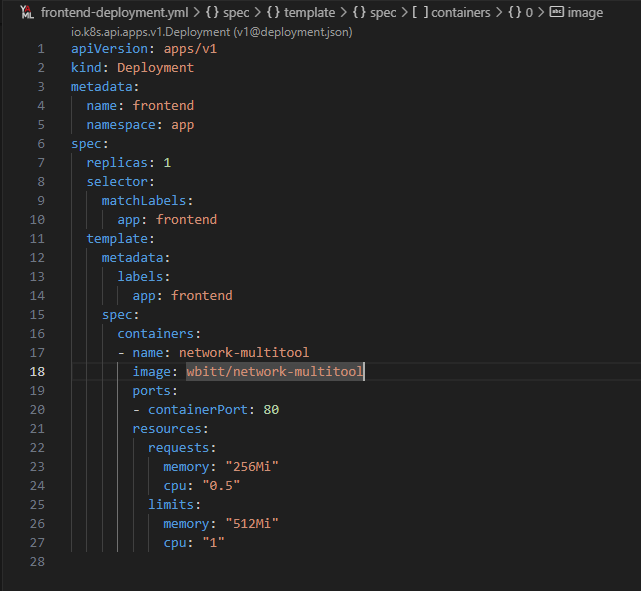 frontend-deployment.yml > {} spec > {} template > {} spec > [ ] containers > {} 0 > abc image
io.k8s.api.apps.v1.Deployment (v1@deployment.json)
1 apiVersion: apps/v1
2 kind: Deployment
3 metadata:
4   name: frontend
5   namespace: app
6 spec:
7   replicas: 1
8   selector:
9     matchLabels:
10       app: frontend
11   template:
12     metadata:
13       labels:
14         app: frontend
15     spec:
16       containers:
17       - name: network-multitool
18         image: wbitt/network-multitool
19         ports:
20         - containerPort: 80
21         resources:
22           requests:
23             memory: "256Mi"
24             cpu: "0.5"
25           limits:
26             memory: "512Mi"
27             cpu: "1"
28